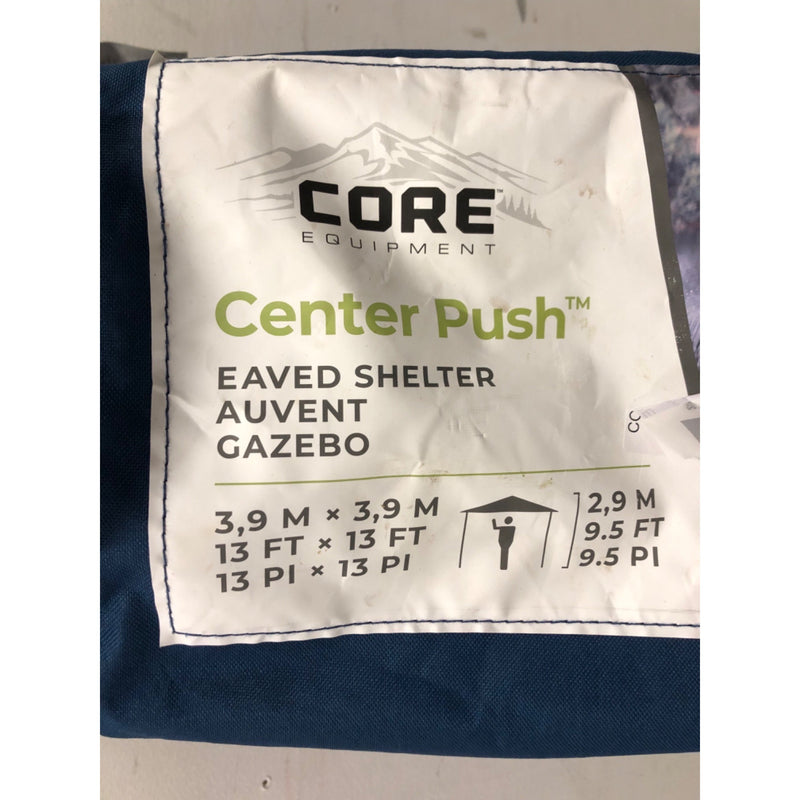 CORE™
EQUIPMENT
Center Push™
EAVED SHELTER
AUVENT
GAZEBO
3,9 M × 3,9 M
13 FT × 13 FT
13 PI × 13 PI
2,9 M
9.5 FT
9.5 PI